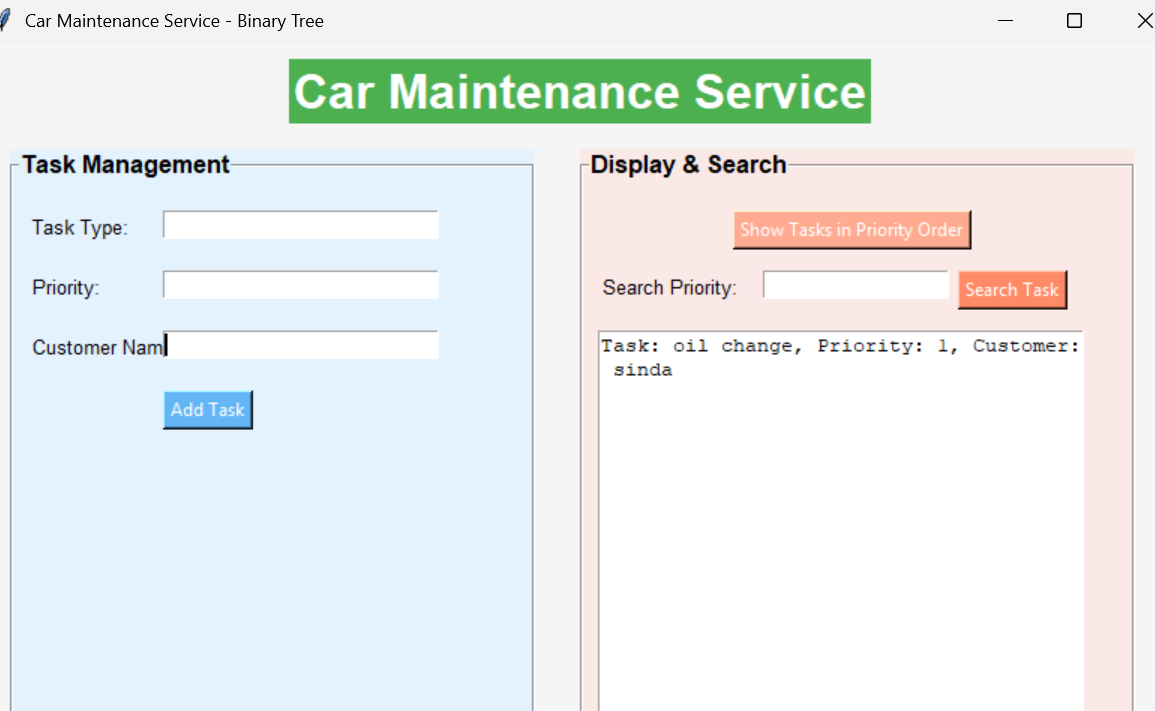 Car Maintenance Service - Binary Tree
Car Maintenance Service
Task Management
Task Type:
Priority:
Customer Nam
Add Task
Display & Search
Show Tasks in Priority Order
Search Priority:
Search Task
Task: oil change, Priority: 1, Customer:
sinda